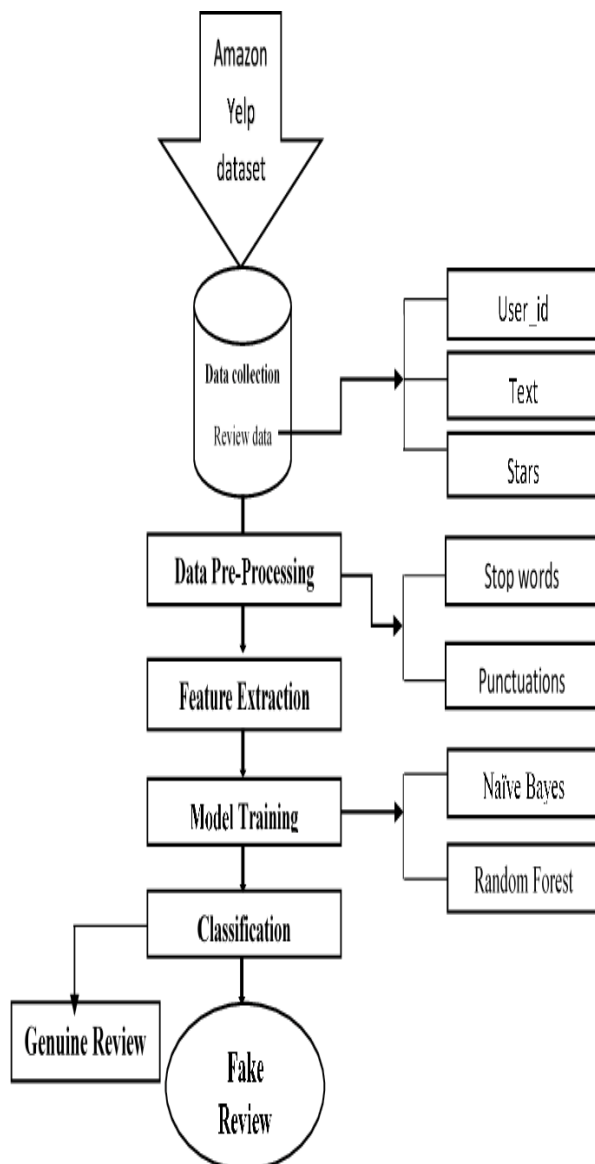 Amazon
Yelp
dataset
Data collection
Review data
User_id
Text
Stars
Data Pre-Processing
Stop words
Punctuations
Feature Extraction
Model Training
Naïve Bayes
Random Forest
Classification
Genuine Review
Fake
Review